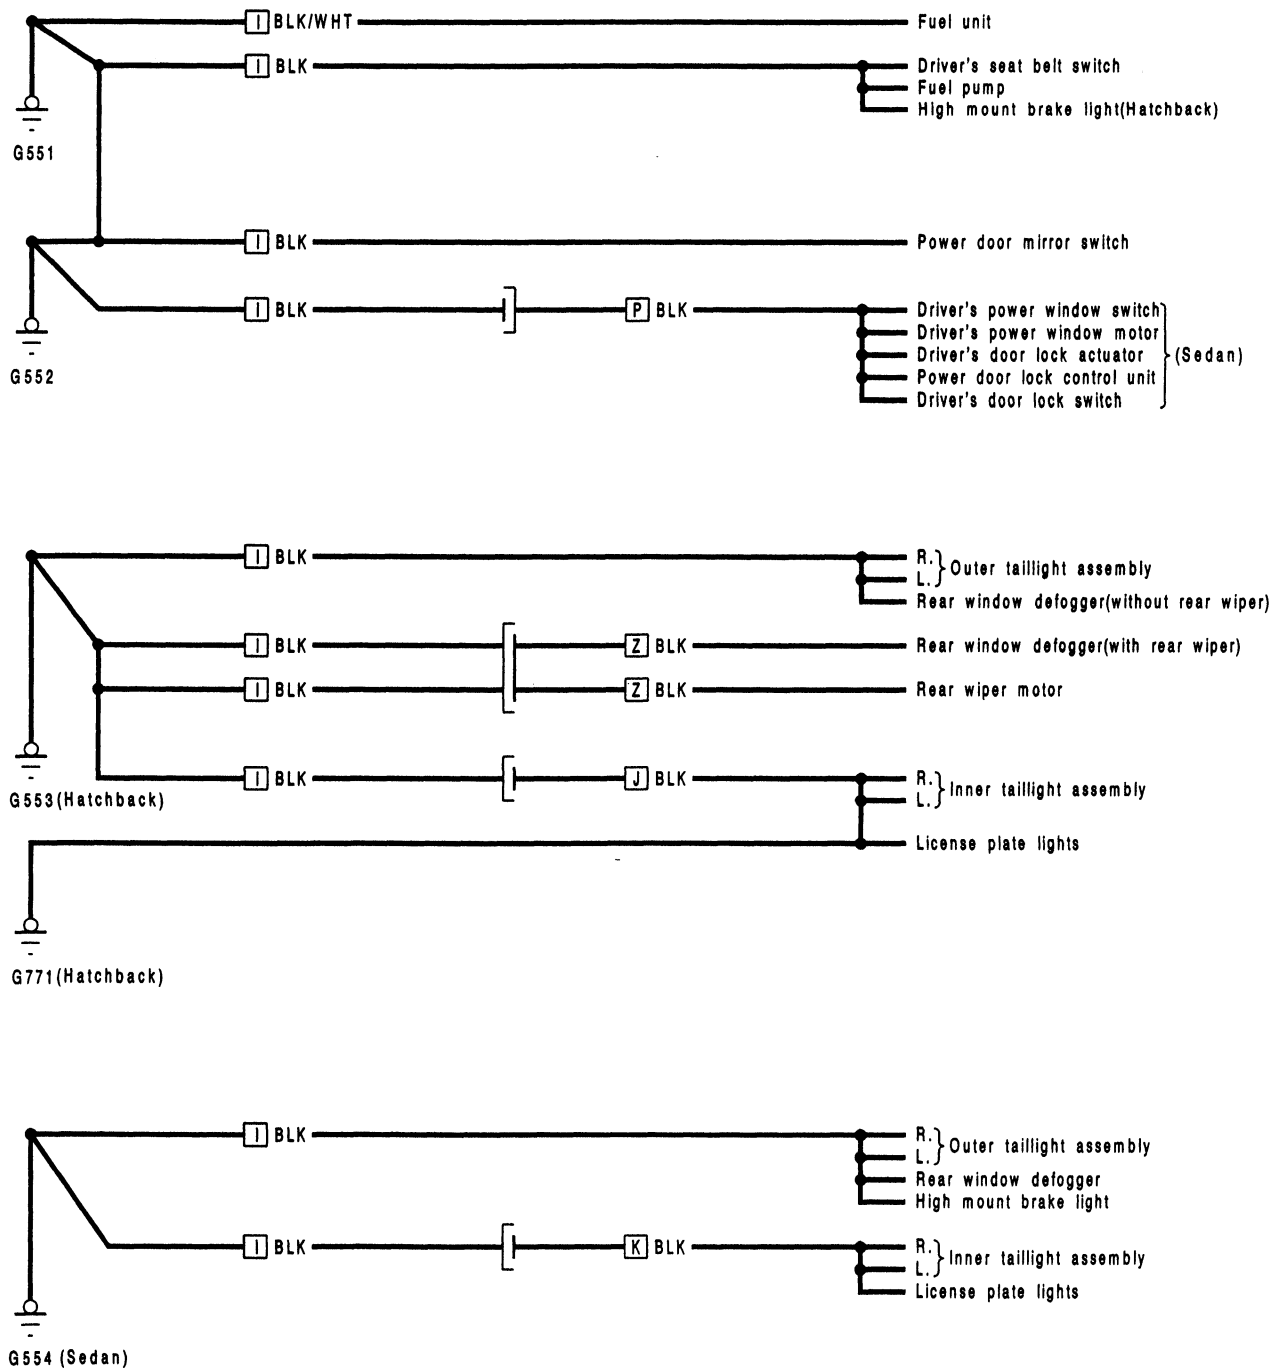 I BLK/WHT Fuel unit
I BLK Driver's seat belt switch
Fuel pump
High mount brake light(Hatchback)
G551
I BLK Power door mirror switch
I BLK P BLK Driver's power window switch
Driver's power window motor
Driver's door lock actuator (Sedan)
Power door lock control unit
Driver's door lock switch
G552
I BLK R.
L. Outer taillight assembly
Rear window defogger(without rear wiper)
I BLK Z BLK Rear window defogger(with rear wiper)
I BLK Z BLK Rear wiper motor
I BLK J BLK R.
L. Inner taillight assembly
G553(Hatchback)
License plate lights
G771(Hatchback)
I BLK R.
L. Outer taillight assembly
Rear window defogger
High mount brake light
I BLK K BLK R.
L. Inner taillight assembly
License plate lights
G554 (Sedan)